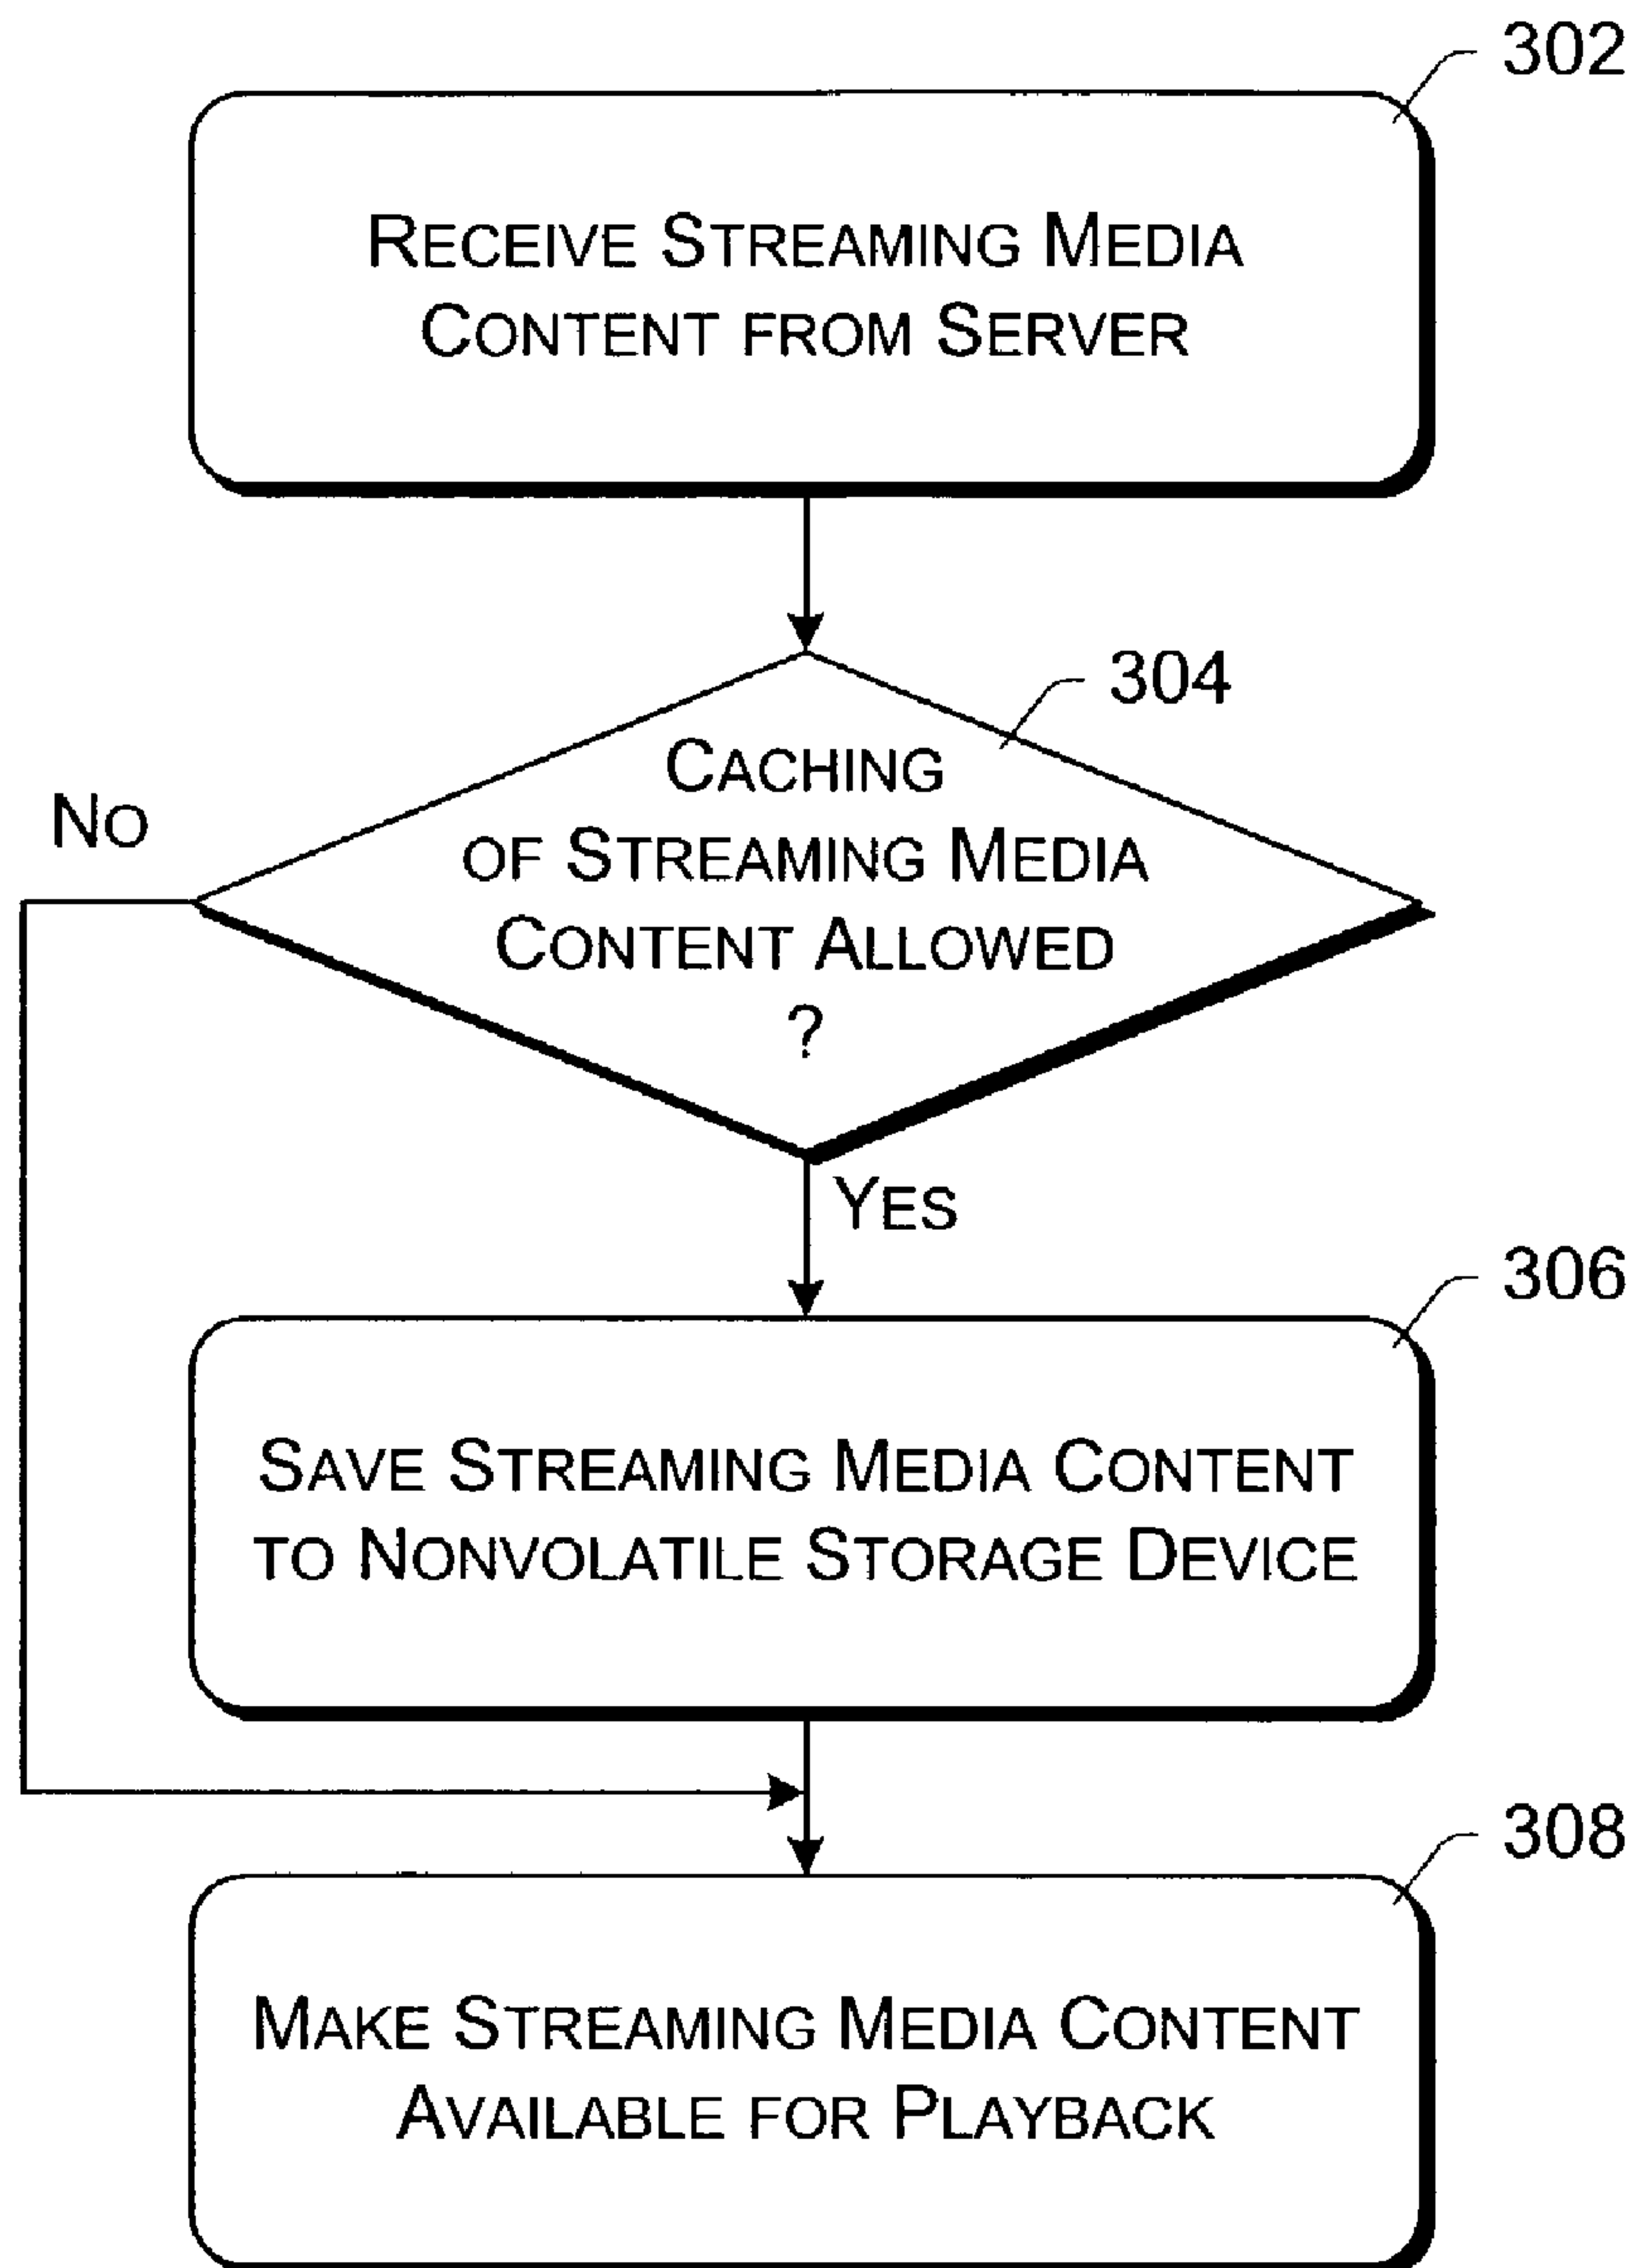 302
RECEIVE STREAMING MEDIA
CONTENT FROM SERVER
304
CACHING
OF STREAMING MEDIA
CONTENT ALLOWED
?
NO
YES
306
SAVE STREAMING MEDIA CONTENT
TO NONVOLATILE STORAGE DEVICE
308
MAKE STREAMING MEDIA CONTENT
AVAILABLE FOR PLAYBACK